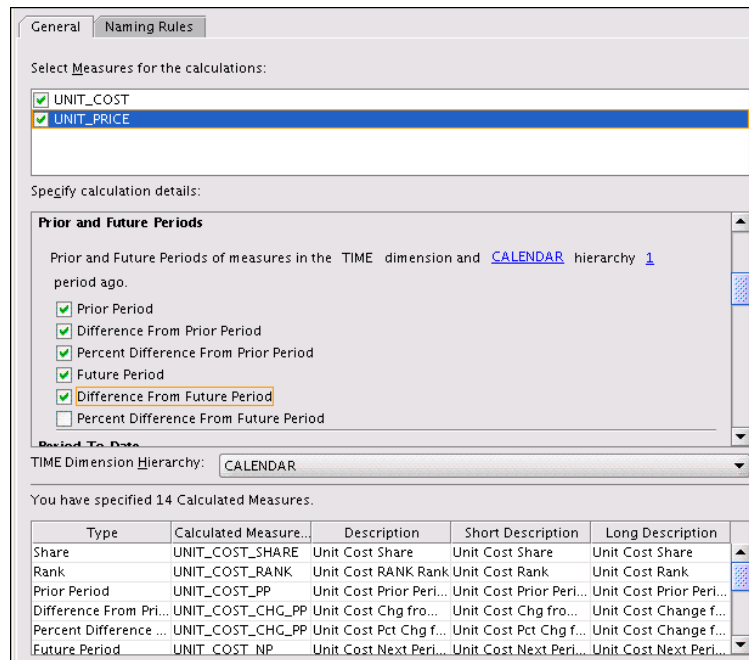 General Naming Rules
Select Measures for the calculations:
UNIT_COST
UNIT_PRICE
Specify calculation details:
Prior and Future Periods
Prior and Future Periods of measures in the TIME dimension and CALENDAR hierarchy 1
period ago.
Prior Period
Difference From Prior Period
Percent Difference From Prior Period
Future Period
Difference From Future Period
Percent Difference From Future Period
Period To Date
TIME Dimension Hierarchy: CALENDAR
You have specified 14 Calculated Measures.
Type Calculated Measure... Description Short Description Long Description
Share UNIT_COST_SHARE Unit Cost Share Unit Cost Share Unit Cost Share
Rank UNIT_COST_RANK Unit Cost RANK Rank Unit Cost Rank Unit Cost Rank
Prior Period UNIT_COST_PP Unit Cost Prior Peri... Unit Cost Prior Peri... Unit Cost Prior Peri...
Difference From Pri... UNIT_COST_CHG_PP Unit Cost Chg fro... Unit Cost Chg fro... Unit Cost Change f...
Percent Difference ... UNIT_COST_CHG_PP Unit Cost Pct Chg f... Unit Cost Pct Chg f... Unit Cost Change f...
Future Period UNIT_COST_NP Unit Cost Next Peri... Unit Cost Next Peri... Unit Cost Next Peri...